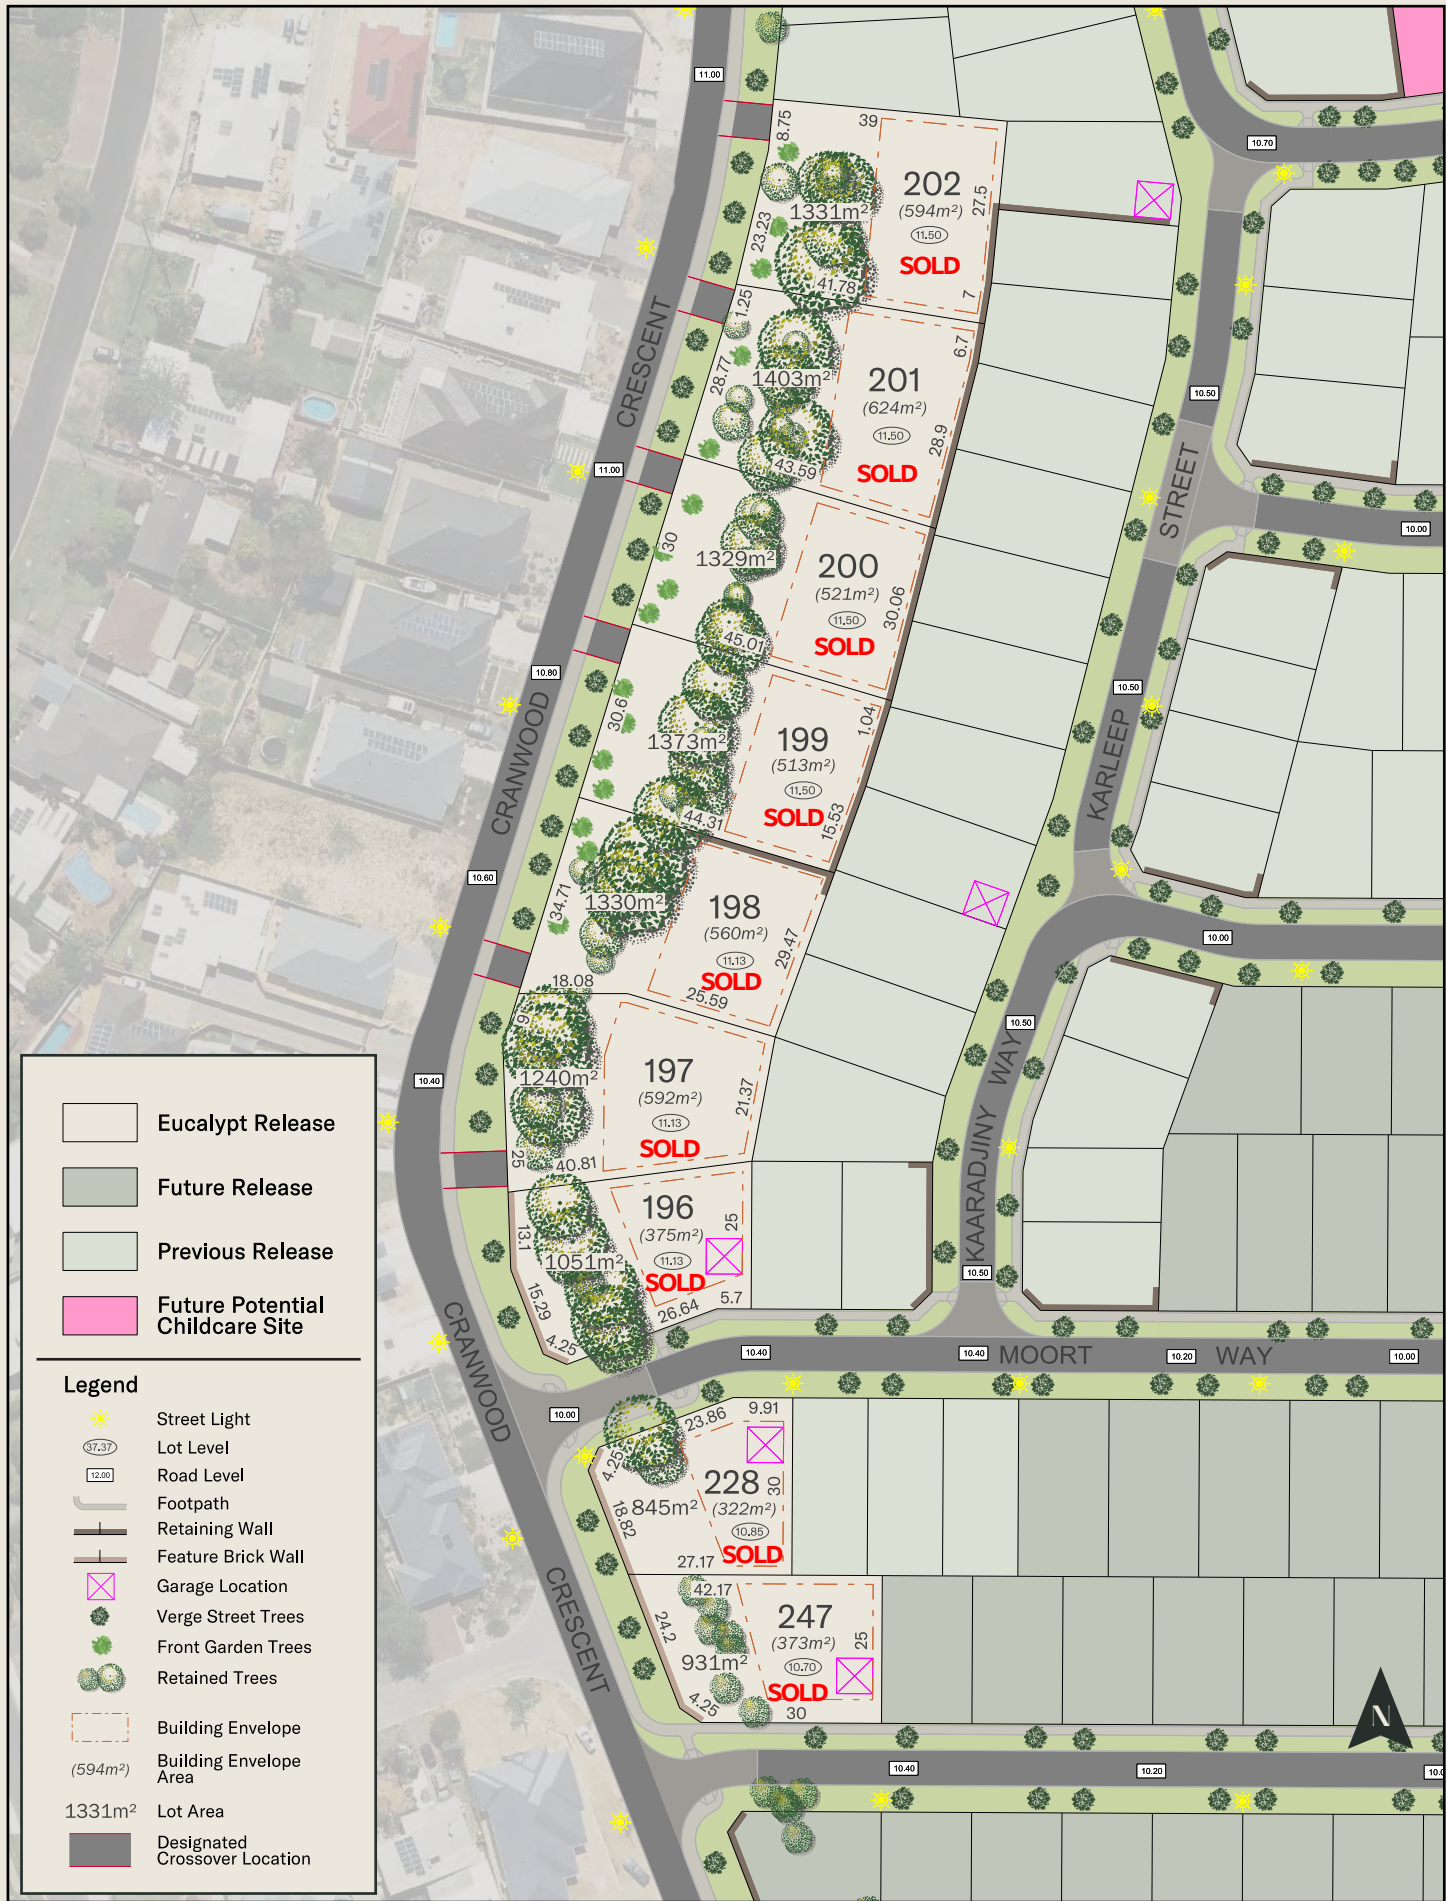 11.00
8.75
39
202
(594m²)
11.50
SOLD
1331m²
27.5
23.23
41.78
7
10.70
1.25
28.77
1403m²
201
(624m²)
11.50
SOLD
6.7
28.9
43.59
CRESCENT
11.00
10.50
STREET
10.00
30
1329m²
200
(521m²)
11.50
SOLD
30.06
45.01
10.80
CRANWOOD
30.6
1373m²
199
(513m²)
11.50
SOLD
1.04
15.53
44.31
10.50
KARLEEP
10.60
34.71
1330m²
198
(560m²)
11.13
SOLD
29.47
25.59
18.08
10.00
10.50
10.40
9
1240m²
197
(592m²)
11.13
SOLD
21.37
25
40.81
KAARADJINY WAY
196
(375m²)
11.13
SOLD
25
13.1
1051m²
15.29
4.25
26.64
5.7
10.50
CRANWOOD
10.40
10.40
MOORT
10.20
WAY
10.00
10.00
9.91
23.86
4.25
228
(322m²)
10.85
SOLD
30
845m²
18.82
27.17
CRESCENT
42.17
247
(373m²)
10.70
SOLD
25
24.2
931m²
4.25
30
N
10.40
10.20
Eucalypt Release
Future Release
Previous Release
Future Potential
Childcare Site
Legend
Street Light
37.37
Lot Level
12.00
Road Level
Footpath
Retaining Wall
Feature Brick Wall
Garage Location
Verge Street Trees
Front Garden Trees
Retained Trees
Building Envelope
(594m²)
Building Envelope
Area
1331m²
Lot Area
Designated
Crossover Location